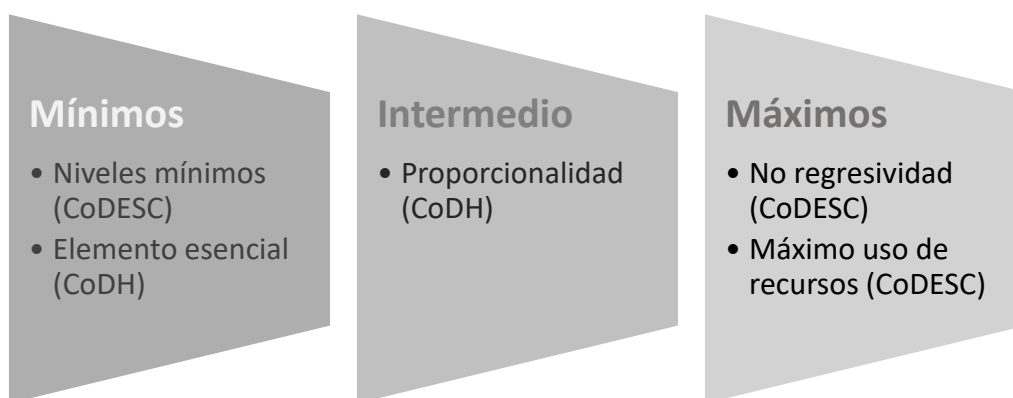 Mínimos
• Niveles mínimos
(CoDESC)
• Elemento esencial
(CoDH)
Intermedio
• Proporcionalidad
(CoDH)
Máximos
• No regresividad
(CoDESC)
• Máximo uso de
recursos (CoDESC)